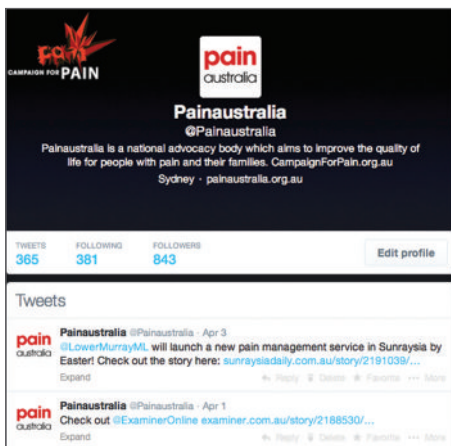 CAMPAIGN FOR PAIN
pain
australia
Painaustralia
@Painaustralia
Painaustralia is a national advocacy body which aims to improve the quality of
life for people with pain and their families. CampaignForPain.org.au
Sydney · painaustralia.org.au
TWEETS FOLLOWING FOLLOWERS
365 381 843 Edit profile
Tweets
pain
australia
Painaustralia @Painaustralia · Apr 3
@LowerMurrayML will launch a new pain management service in Sunraysia by
Easter! Check out the story here: sunraysiadaily.com.au/story/2191039/...
Expand Reply Delete Favorite More
pain
australia
Painaustralia @Painaustralia · Apr 1
Check out @ExaminerOnline examiner.com.au/story/2188530/...
Expand Reply Delete Favorite More